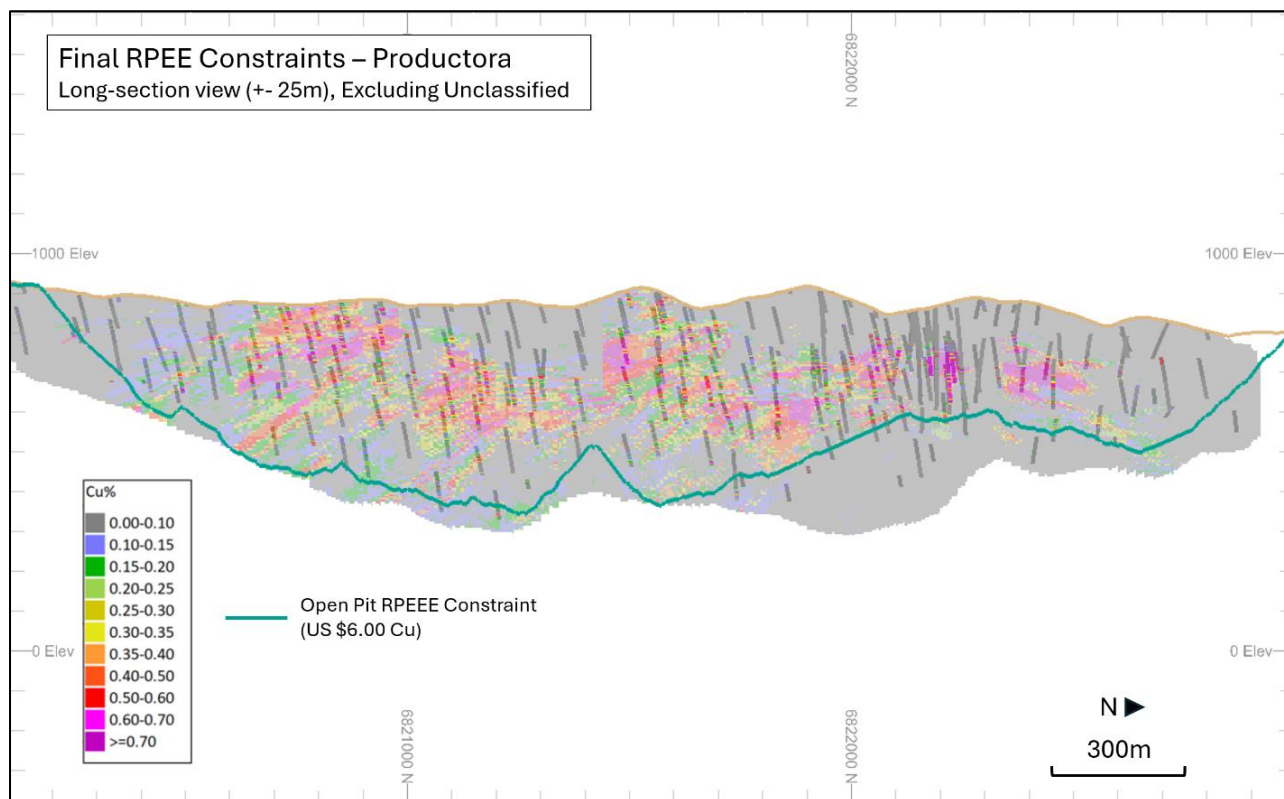 Final RPEE Constraints – Productora
Long-section view (+- 25m), Excluding Unclassified
6822000 N
1000 Elev
1000 Elev
Cu%
0.00-0.10
0.10-0.15
0.15-0.20
0.20-0.25
0.25-0.30
0.30-0.35
0.35-0.40
0.40-0.50
0.50-0.60
0.60-0.70
>=0.70
Open Pit RPEEE Constraint
(US $6.00 Cu)
0 Elev
0 Elev
6821000 N
6822000 N
N
300m